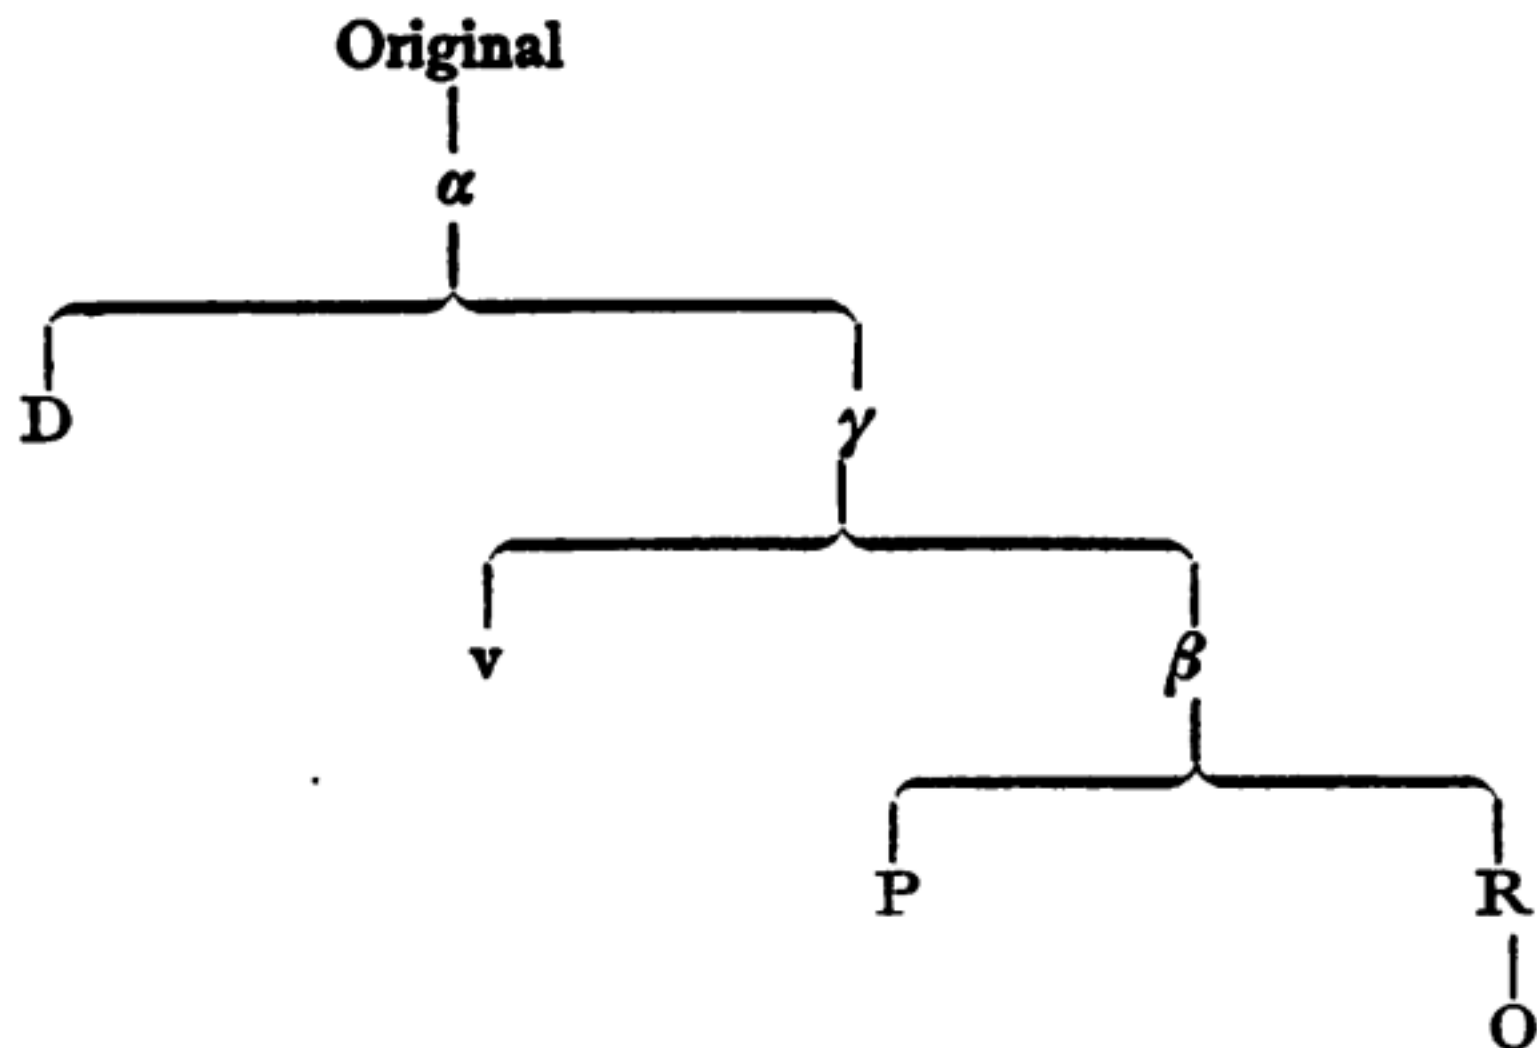 Original
α
D γ
v β
P R
O